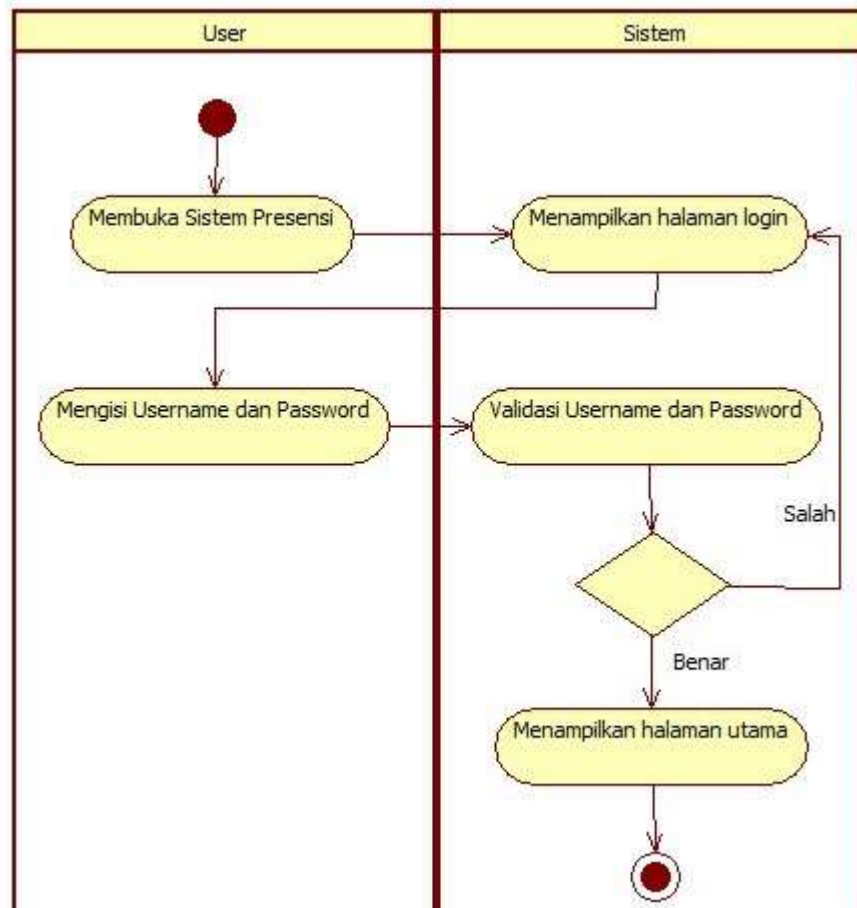 User
Sistem
Membuka Sistem Presensi
Menampilkan halaman login
Mengisi Username dan Password
Validasi Username dan Password
Salah
Benar
Menampilkan halaman utama